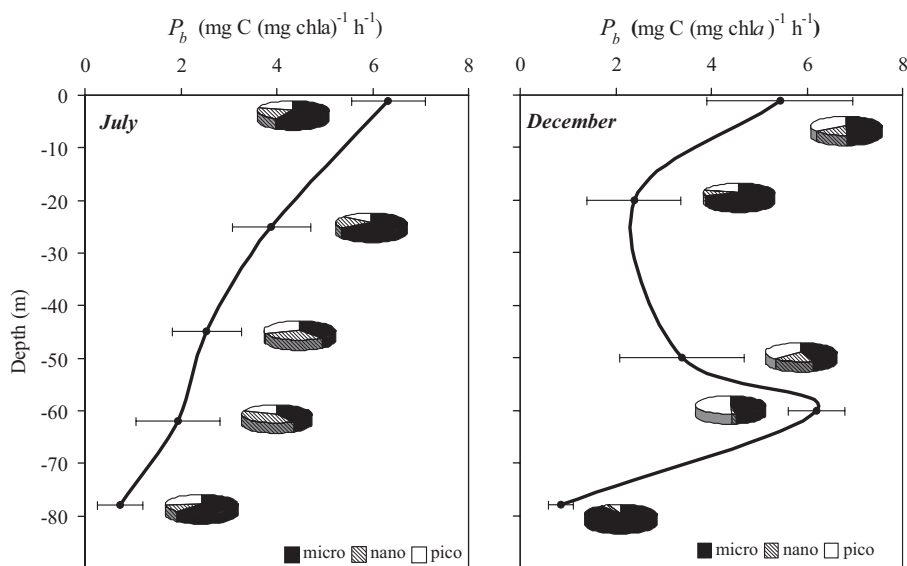 P_b (mg C (mg chla)⁻¹ h⁻¹)
0 2 4 6 8
0
-10
-20
-30
-40
-50
-60
-70
-80
Depth (m)
July
micro nano pico
P_b (mg C (mg chla)⁻¹ h⁻¹)
0 2 4 6 8
December
micro nano pico